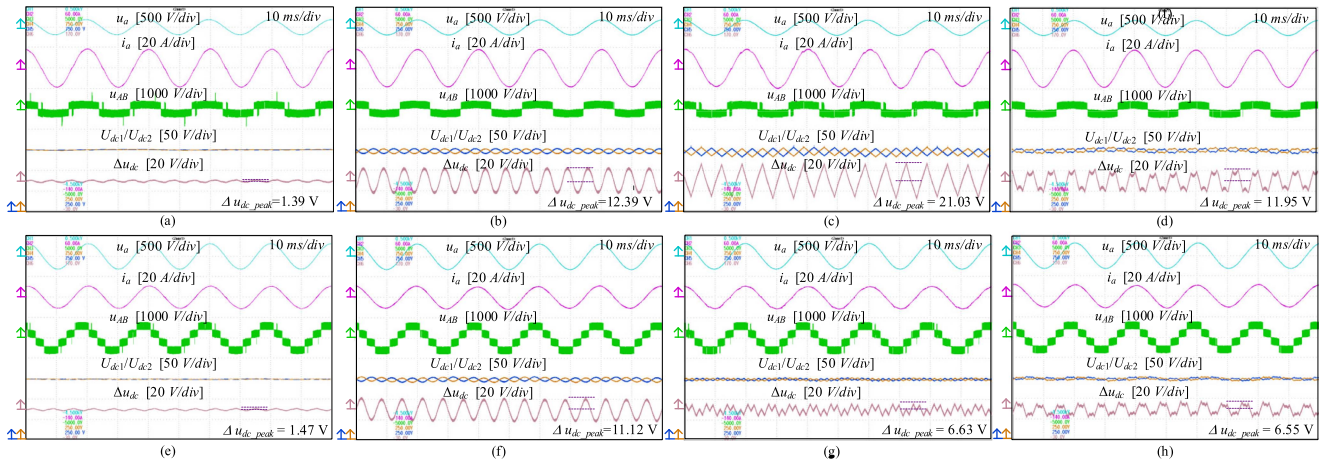 u_a [500 V/div] 10 ms/div
i_a [20 A/div]
u_AB [1000 V/div]
U_dc1/U_dc2 [50 V/div]
Δu_dc [20 V/div]
Δ u_dc_peak=1.39 V
(a)
u_a [500 V/div] 10 ms/div
i_a [20 A/div]
u_AB [1000 V/div]
U_dc1/U_dc2 [50 V/div]
Δu_dc [20 V/div]
Δ u_dc_peak=12.39 V
(b)
u_a [500 V/div] 10 ms/div
i_a [20 A/div]
u_AB [1000 V/div]
U_dc1/U_dc2 [50 V/div]
Δu_dc [20 V/div]
Δ u_dc_peak = 21.03 V
(c)
u_a [500 V/div] 10 ms/div
i_a [20 A/div]
u_AB [1000 V/div]
U_dc1/U_dc2 [50 V/div]
Δu_dc [20 V/div]
Δ u_dc_peak = 11.95 V
(d)
u_a [500 V/div] 10 ms/div
i_a [20 A/div]
u_AB [1000 V/div]
U_dc1/U_dc2 [50 V/div]
Δu_dc [20 V/div]
Δ u_dc_peak = 1.47 V
(e)
u_a [500 V/div] 10 ms/div
i_a [20 A/div]
u_AB [1000 V/div]
U_dc1/U_dc2 [50 V/div]
Δu_dc [20 V/div]
Δ u_dc_peak =11.12 V
(f)
u_a [500 V/div] 10 ms/div
i_a [20 A/div]
u_AB [1000 V/div]
U_dc1/U_dc2 [50 V/div]
Δu_dc [20 V/div]
Δ u_dc_peak = 6.63 V
(g)
u_a [500 V/div] 10 ms/div
i_a [20 A/div]
u_AB [1000 V/div]
U_dc1/U_dc2 [50 V/div]
Δu_dc [20 V/div]
Δ u_dc_peak = 6.55 V
(h)